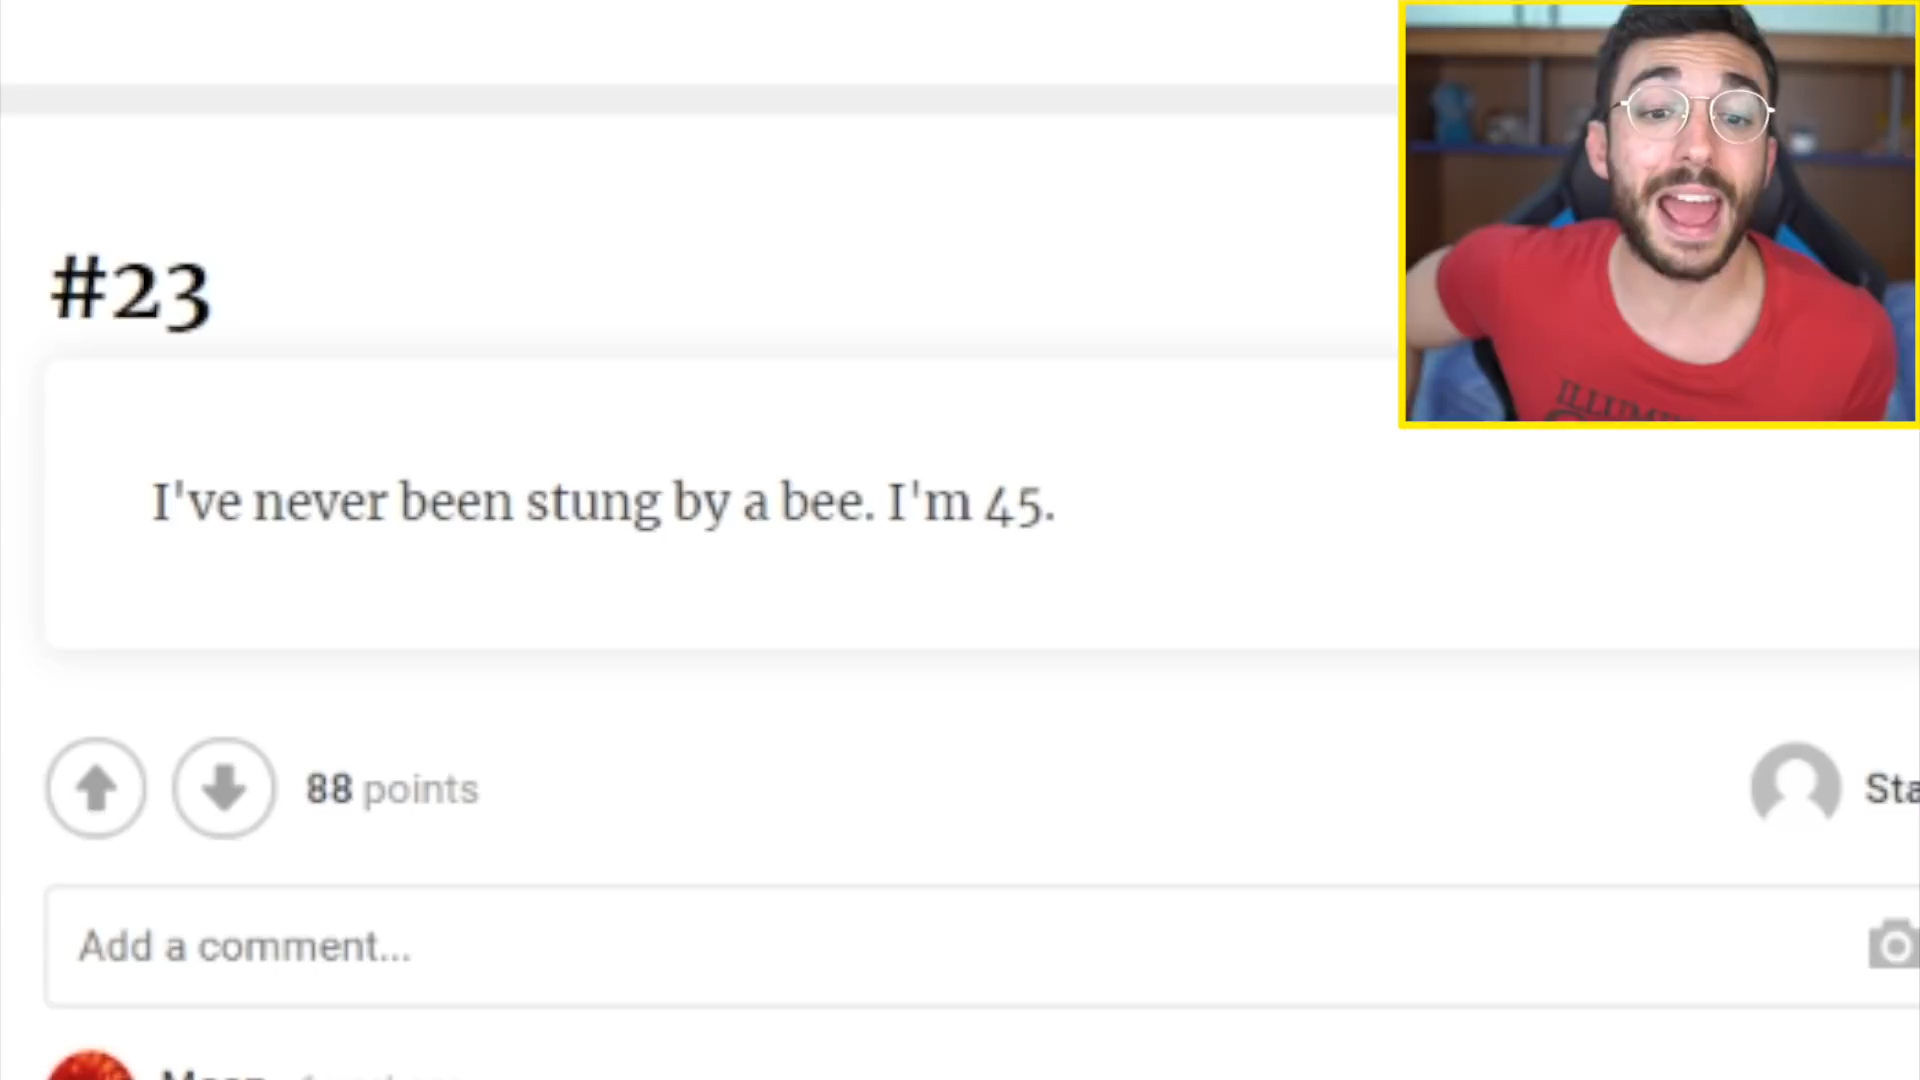 #23
I've never been stung by a bee. I'm 45.
88 points
Add a comment...